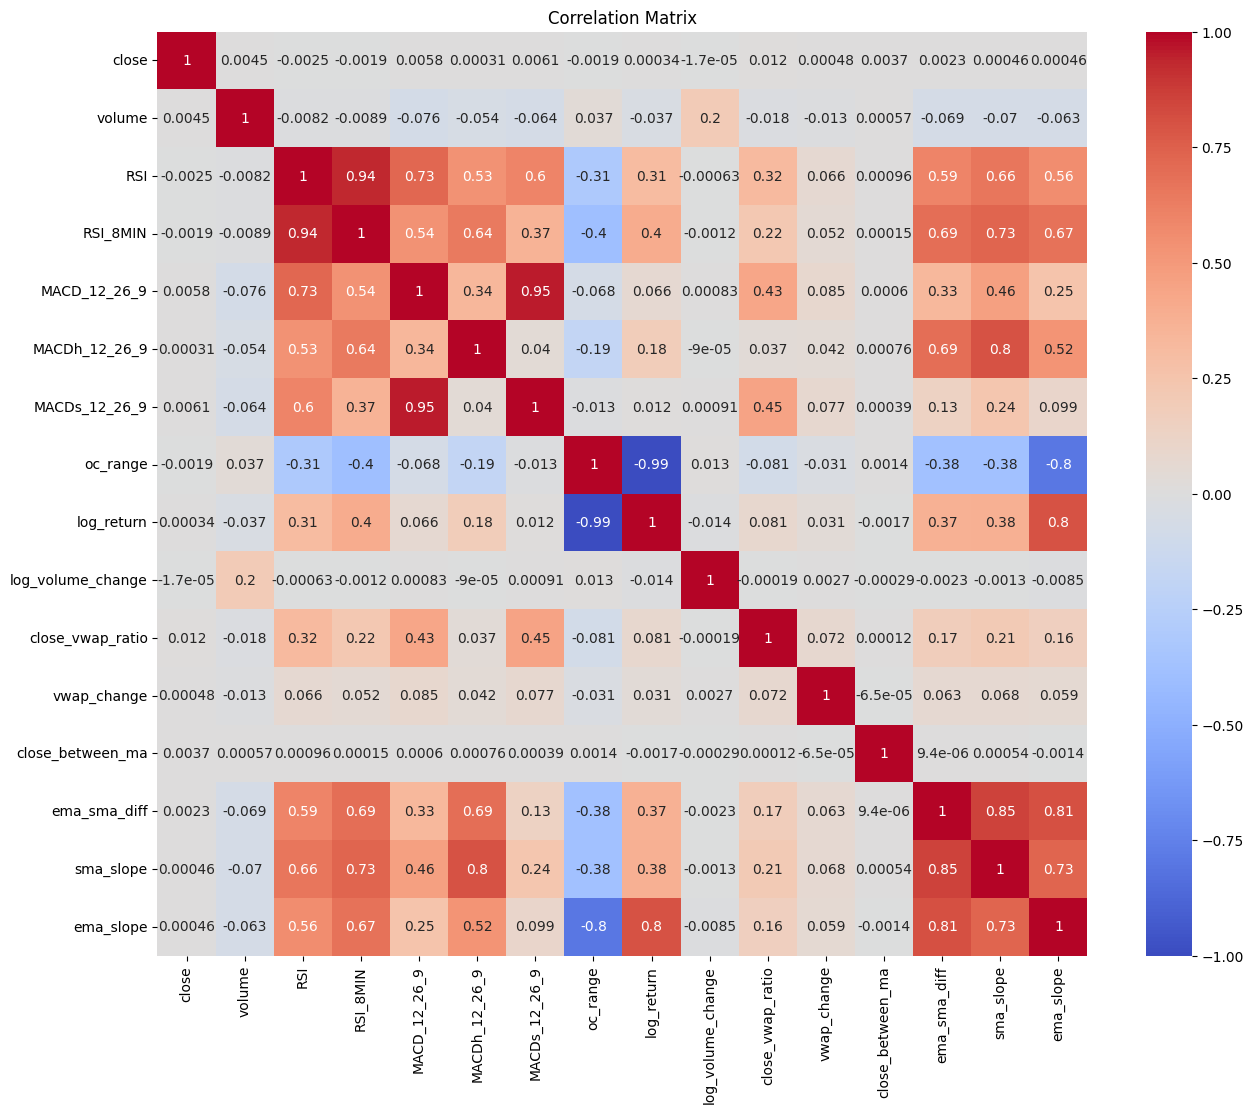 Correlation Matrix
close 1 0.0045 -0.0025 -0.0019 0.0058 0.00031 0.0061 -0.0019 0.00034 -1.7e-05 0.012 0.00048 0.0037 0.0023 0.00046 0.00046
volume 0.0045 1 -0.0082 -0.0089 -0.076 -0.054 -0.064 0.037 -0.037 0.2 -0.018 -0.013 0.00057 -0.069 -0.07 -0.063
RSI -0.0025 -0.0082 1 0.94 0.73 0.53 0.6 -0.31 0.31 -0.00063 0.32 0.066 0.00096 0.59 0.66 0.56
RSI_8MIN -0.0019 -0.0089 0.94 1 0.54 0.64 0.37 -0.4 0.4 -0.0012 0.22 0.052 0.00015 0.69 0.73 0.67
MACD_12_26_9 0.0058 -0.076 0.73 0.54 1 0.34 0.95 -0.068 0.066 0.00083 0.43 0.085 0.0006 0.33 0.46 0.25
MACDh_12_26_9 0.00031 -0.054 0.53 0.64 0.34 1 0.04 -0.19 0.18 -9e-05 0.037 0.042 0.00076 0.69 0.8 0.52
MACDs_12_26_9 0.0061 -0.064 0.6 0.37 0.95 0.04 1 -0.013 0.012 0.00091 0.45 0.077 0.00039 0.13 0.24 0.099
oc_range -0.0019 0.037 -0.31 -0.4 -0.068 -0.19 -0.013 1 -0.99 0.013 -0.081 -0.031 0.0014 -0.38 -0.38 -0.8
log_return 0.00034 -0.037 0.31 0.4 0.066 0.18 0.012 -0.99 1 -0.014 0.081 0.031 -0.0017 0.37 0.38 0.8
log_volume_change -1.7e-05 0.2 -0.00063 -0.0012 0.00083 -9e-05 0.00091 0.013 -0.014 1 -0.00019 0.0027 -0.00029 -0.0023 -0.0013 -0.0085
close_vwap_ratio 0.012 -0.018 0.32 0.22 0.43 0.037 0.45 -0.081 0.081 -0.00019 1 0.072 0.00012 0.17 0.21 0.16
vwap_change 0.00048 -0.013 0.066 0.052 0.085 0.042 0.077 -0.031 0.031 0.0027 0.072 1 -6.5e-05 0.063 0.068 0.059
close_between_ma 0.0037 0.00057 0.00096 0.00015 0.0006 0.00076 0.00039 0.0014 -0.0017 -0.00029 0.00012 -6.5e-05 1 9.4e-06 0.00054 -0.0014
ema_sma_diff 0.0023 -0.069 0.59 0.69 0.33 0.69 0.13 -0.38 0.37 -0.0023 0.17 0.063 9.4e-06 1 0.85 0.81
sma_slope 0.00046 -0.07 0.66 0.73 0.46 0.8 0.24 -0.38 0.38 -0.0013 0.21 0.068 0.00054 0.85 1 0.73
ema_slope 0.00046 -0.063 0.56 0.67 0.25 0.52 0.099 -0.8 0.8 -0.0085 0.16 0.059 -0.0014 0.81 0.73 1
close volume RSI RSI_8MIN MACD_12_26_9 MACDh_12_26_9 MACDs_12_26_9 oc_range log_return log_volume_change close_vwap_ratio vwap_change close_between_ma ema_sma_diff sma_slope ema_slope
1.00
0.75
0.50
0.25
0.00
−0.25
−0.50
−0.75
−1.00